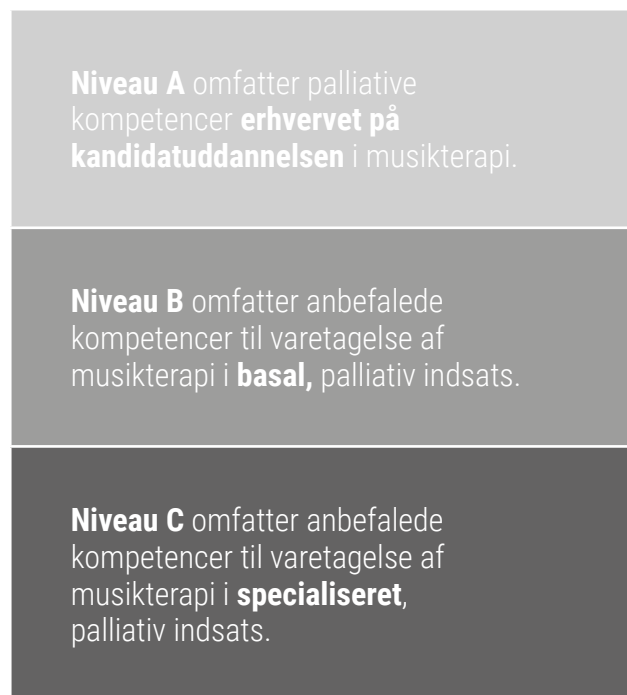 Niveau A omfatter palliative
kompetencer erhvervet på
kandidatuddannelsen i musikterapi.
Niveau B omfatter anbefalede
kompetencer til varetagelse af
musikterapi i basal, palliativ indsats.
Niveau C omfatter anbefalede
kompetencer til varetagelse af
musikterapi i specialiseret,
palliativ indsats.